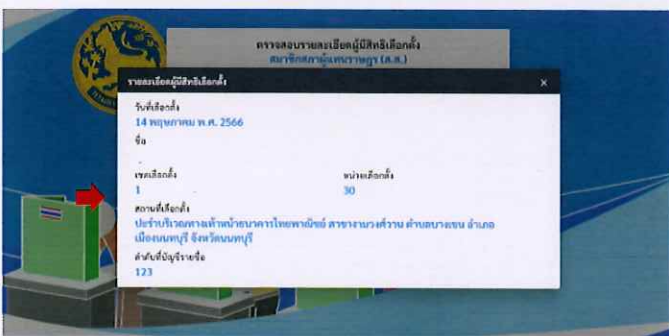 ตรวจสอบรายละเอียดผู้มีสิทธิเลือกตั้ง
สมาชิกสภาผู้แทนราษฎร (ส.ส.)
รายละเอียดผู้มีสิทธิเลือกตั้ง ×
วันที่เลือกตั้ง
14 พฤษภาคม พ.ศ. 2566
ชื่อ
-
เขตเลือกตั้ง หน่วยเลือกตั้ง
1 30
สถานที่เลือกตั้ง
ปะรำบริเวณทางเท้าหน้าธนาคารไทยพาณิชย์ สาขางามวงศ์วาน ตำบลบางเขน อำเภอ
เมืองนนทบุรี จังหวัดนนทบุรี
ลำดับที่บัญชีรายชื่อ
123